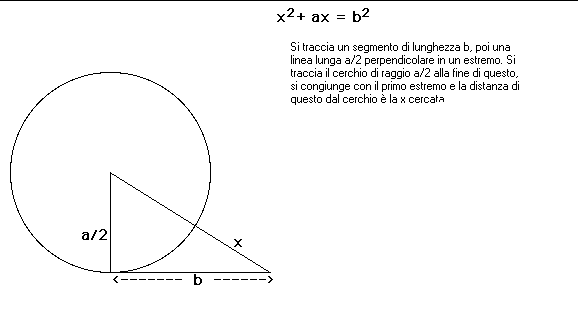 x²+ ax = b²
Si traccia un segmento di lunghezza b, poi una
linea lunga a/2 perpendicolare in un estremo. Si
traccia il cerchio di raggio a/2 alla fine di questo,
si congiunge con il primo estremo e la distanza di
questo dal cerchio è la x cercata
a/2
x
b